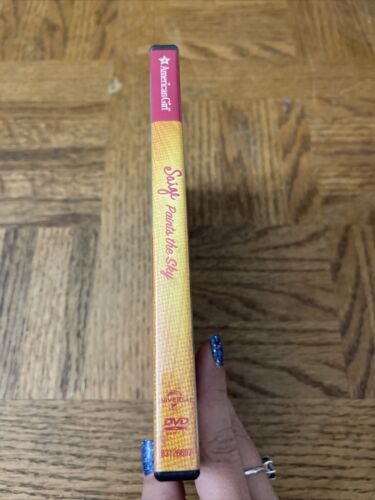 American Girl
Saige Paints the Sky
UNIVERSAL
DVD